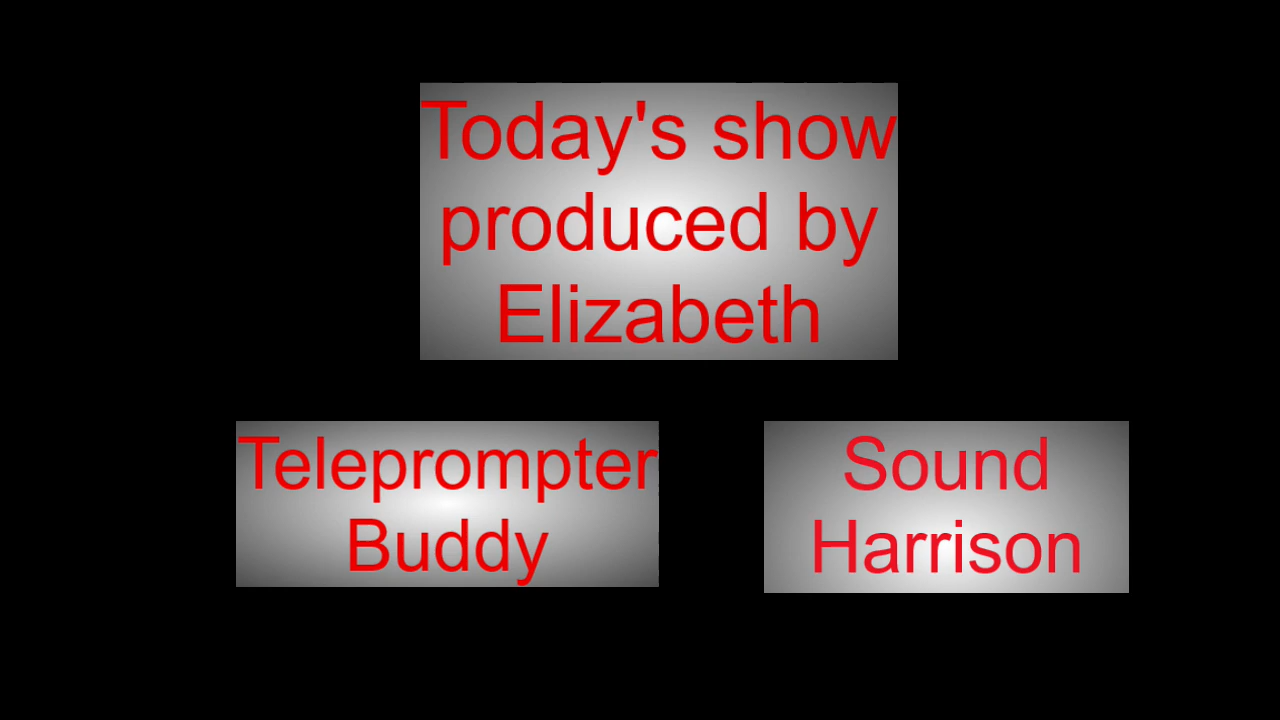 Today's show
produced by
Elizabeth
Teleprompter
Buddy
Sound
Harrison